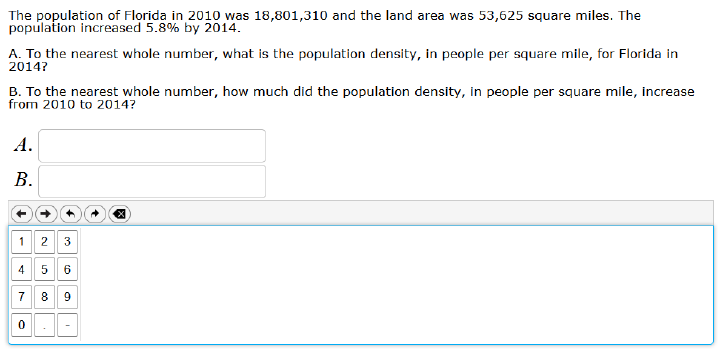 The population of Florida in 2010 was 18,801,310 and the land area was 53,625 square miles. The
population increased 5.8% by 2014.
A. To the nearest whole number, what is the population density, in people per square mile, for Florida in
2014?
B. To the nearest whole number, how much did the population density, in people per square mile, increase
from 2010 to 2014?
A.
B.
1 2 3
4 5 6
7 8 9
0 . -